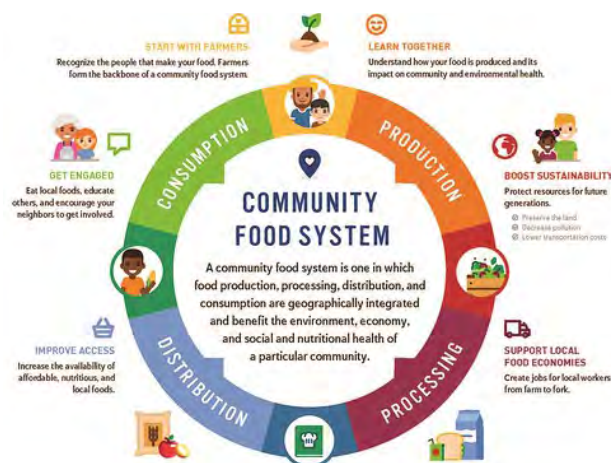 START WITH FARMERS
Recognize the people that make your food. Farmers
form the backbone of a community food system.
LEARN TOGETHER
Understand how your food is produced and its
impact on community and environmental health.
GET ENGAGED
Eat local foods, educate
others, and encourage your
neighbors to get involved.
CONSUMPTION
PRODUCTION
BOOST SUSTAINABILITY
Protect resources for future
generations.
Preserve the land
Decrease pollution
Lower transportation costs
COMMUNITY
FOOD SYSTEM
A community food system is one in which
food production, processing, distribution, and
consumption are geographically integrated
and benefit the environment, economy,
and social and nutritional health of
a particular community.
IMPROVE ACCESS
Increase the availability of
affordable, nutritious, and
local foods.
DISTRIBUTION
PROCESSING
SUPPORT LOCAL
FOOD ECONOMIES
Create jobs for local workers
from farm to fork.